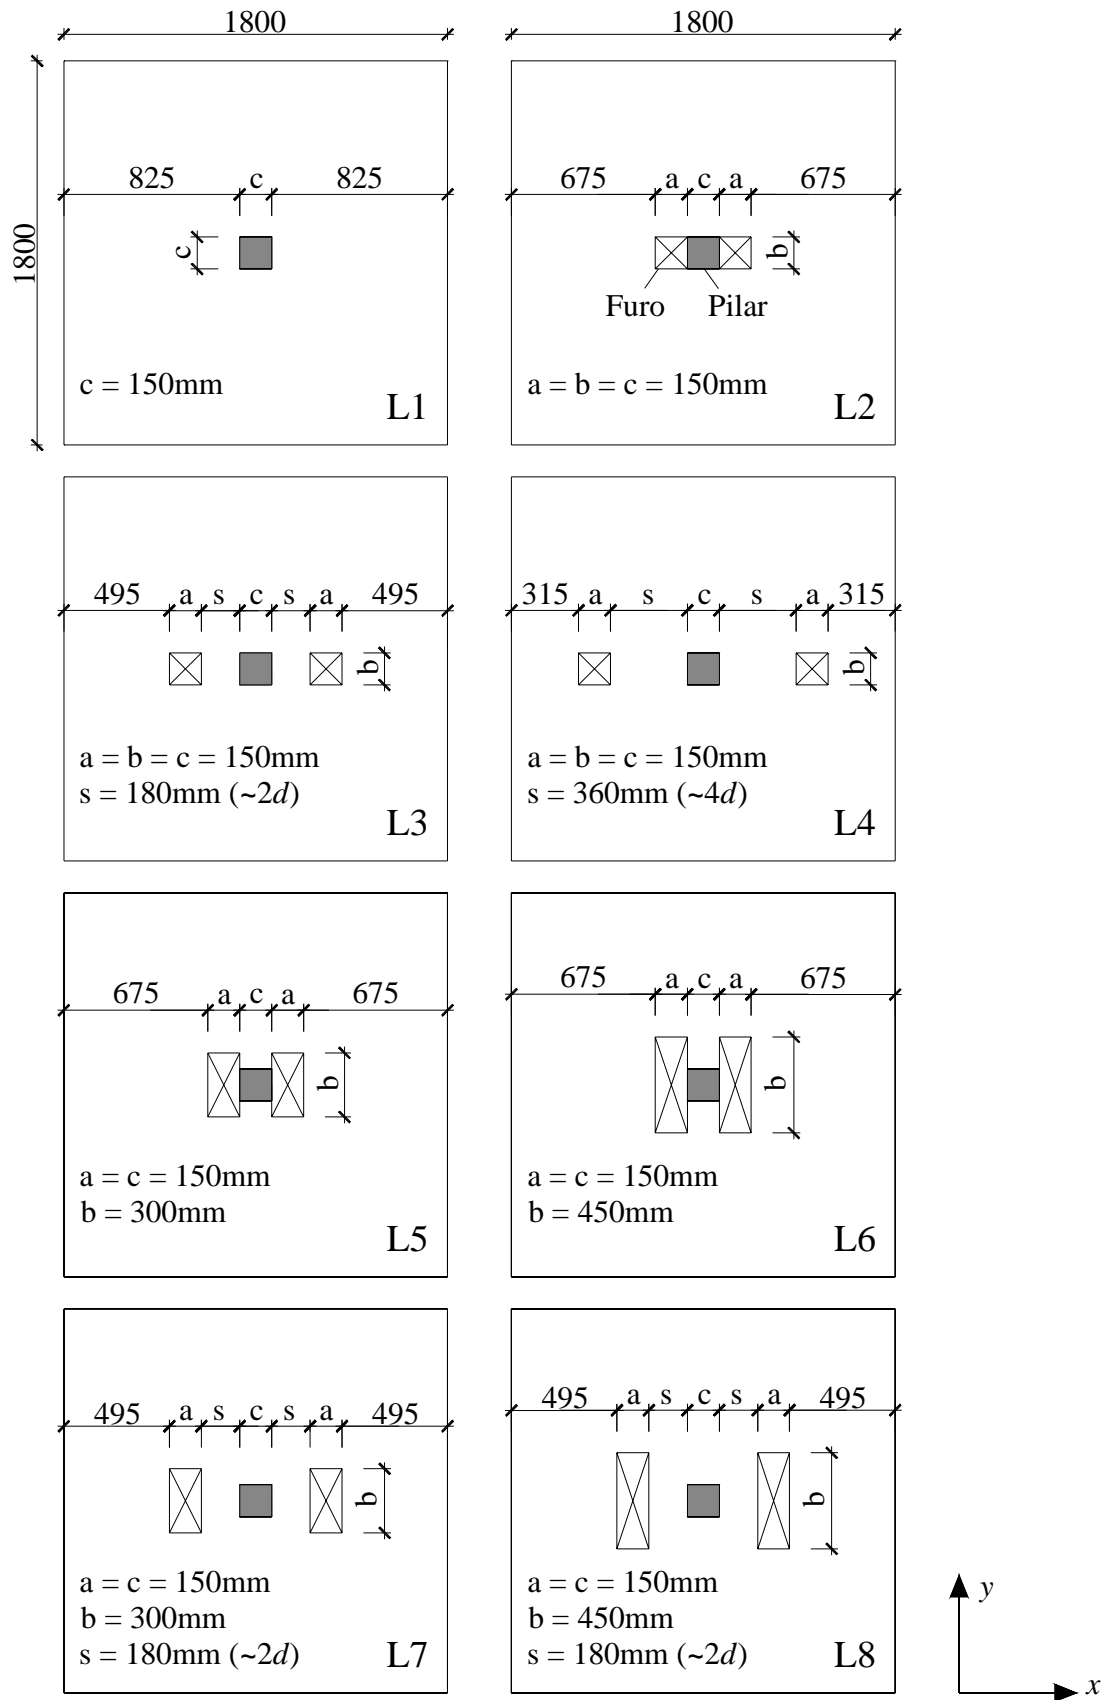 1800
1800
1800
825 c 825
c
c = 150mm
L1
675 a c a 675
b
Furo Pilar
a = b = c = 150mm
L2
495 a s c s a 495
b
a = b = c = 150mm
s = 180mm (~2d)
L3
315 a s c s a 315
b
a = b = c = 150mm
s = 360mm (~4d)
L4
675 a c a 675
b
a = c = 150mm
b = 300mm
L5
675 a c a 675
b
a = c = 150mm
b = 450mm
L6
495 a s c s a 495
b
a = c = 150mm
b = 300mm
s = 180mm (~2d)
L7
495 a s c s a 495
b
a = c = 150mm
b = 450mm
s = 180mm (~2d)
L8
y
x